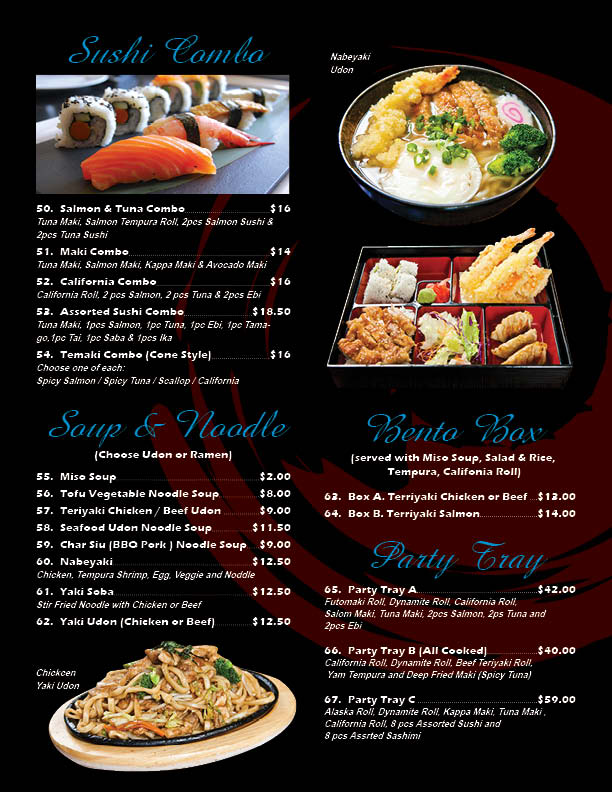 Sushi Combo
50. Salmon & Tuna Combo $16
Tuna Maki, Salmon Tempura Roll, 2pcs Salmon Sushi &
2pcs Tuna Sushi
51. Maki Combo $14
Tuna Maki, Salmon Maki, Kappa Maki & Avocado Maki
52. California Combo $16
California Roll, 2 pcs Salmon, 2 pcs Tuna & 2pcs Ebi
53. Assorted Sushi Combo $18.50
Tuna Maki, 1pcs Salmon, 1pc Tuna, 1pc Ebi, 1pc Tama-
go,1pc Tai, 1pc Saba & 1pcs Ika
54. Temaki Combo (Cone Style) $16
Choose one of each:
Spicy Salmon / Spicy Tuna / Scallop / California
Soup & Noodle
(Choose Udon or Ramen)
55. Miso Soup $2.00
56. Tofu Vegetable Noodle Soup $8.00
57. Teriyaki Chicken / Beef Udon $9.00
58. Seafood Udon Noodle Soup $11.50
59. Char Siu (BBQ Pork ) Noodle Soup $9.00
60. Nabeyaki $12.50
Chicken, Tempura Shrimp, Egg, Veggie and Noddle
61. Yaki Soba $12.50
Stir Fried Noodle with Chicken or Beef
62. Yaki Udon (Chicken or Beef) $12.50
Chickeen
Yaki Udon
Nabeyaki
Udon
Bento Box
(served with Miso Soup, Salad & Rice,
Tempura, Califonia Roll)
63. Box A. Terriyaki Chicken or Beef $13.00
64. Box B. Terriyaki Salmon $14.00
Party Tray
65. Party Tray A $42.00
Futomaki Roll, Dynamite Roll, California Roll,
Salom Maki, Tuna Maki, 2pcs Salmon, 2ps Tuna and
2pcs Ebi
66. Party Tray B (All Cooked) $40.00
California Roll, Dynamite Roll, Beef Teriyaki Roll,
Yam Tempura and Deep Fried Maki (Spicy Tuna)
67. Party Tray C $59.00
Alaska Roll, Dynamite Roll, Kappa Maki, Tuna Maki ,
California Roll, 8 pcs Assorted Sushi and
8 pcs Assrted Sashimi